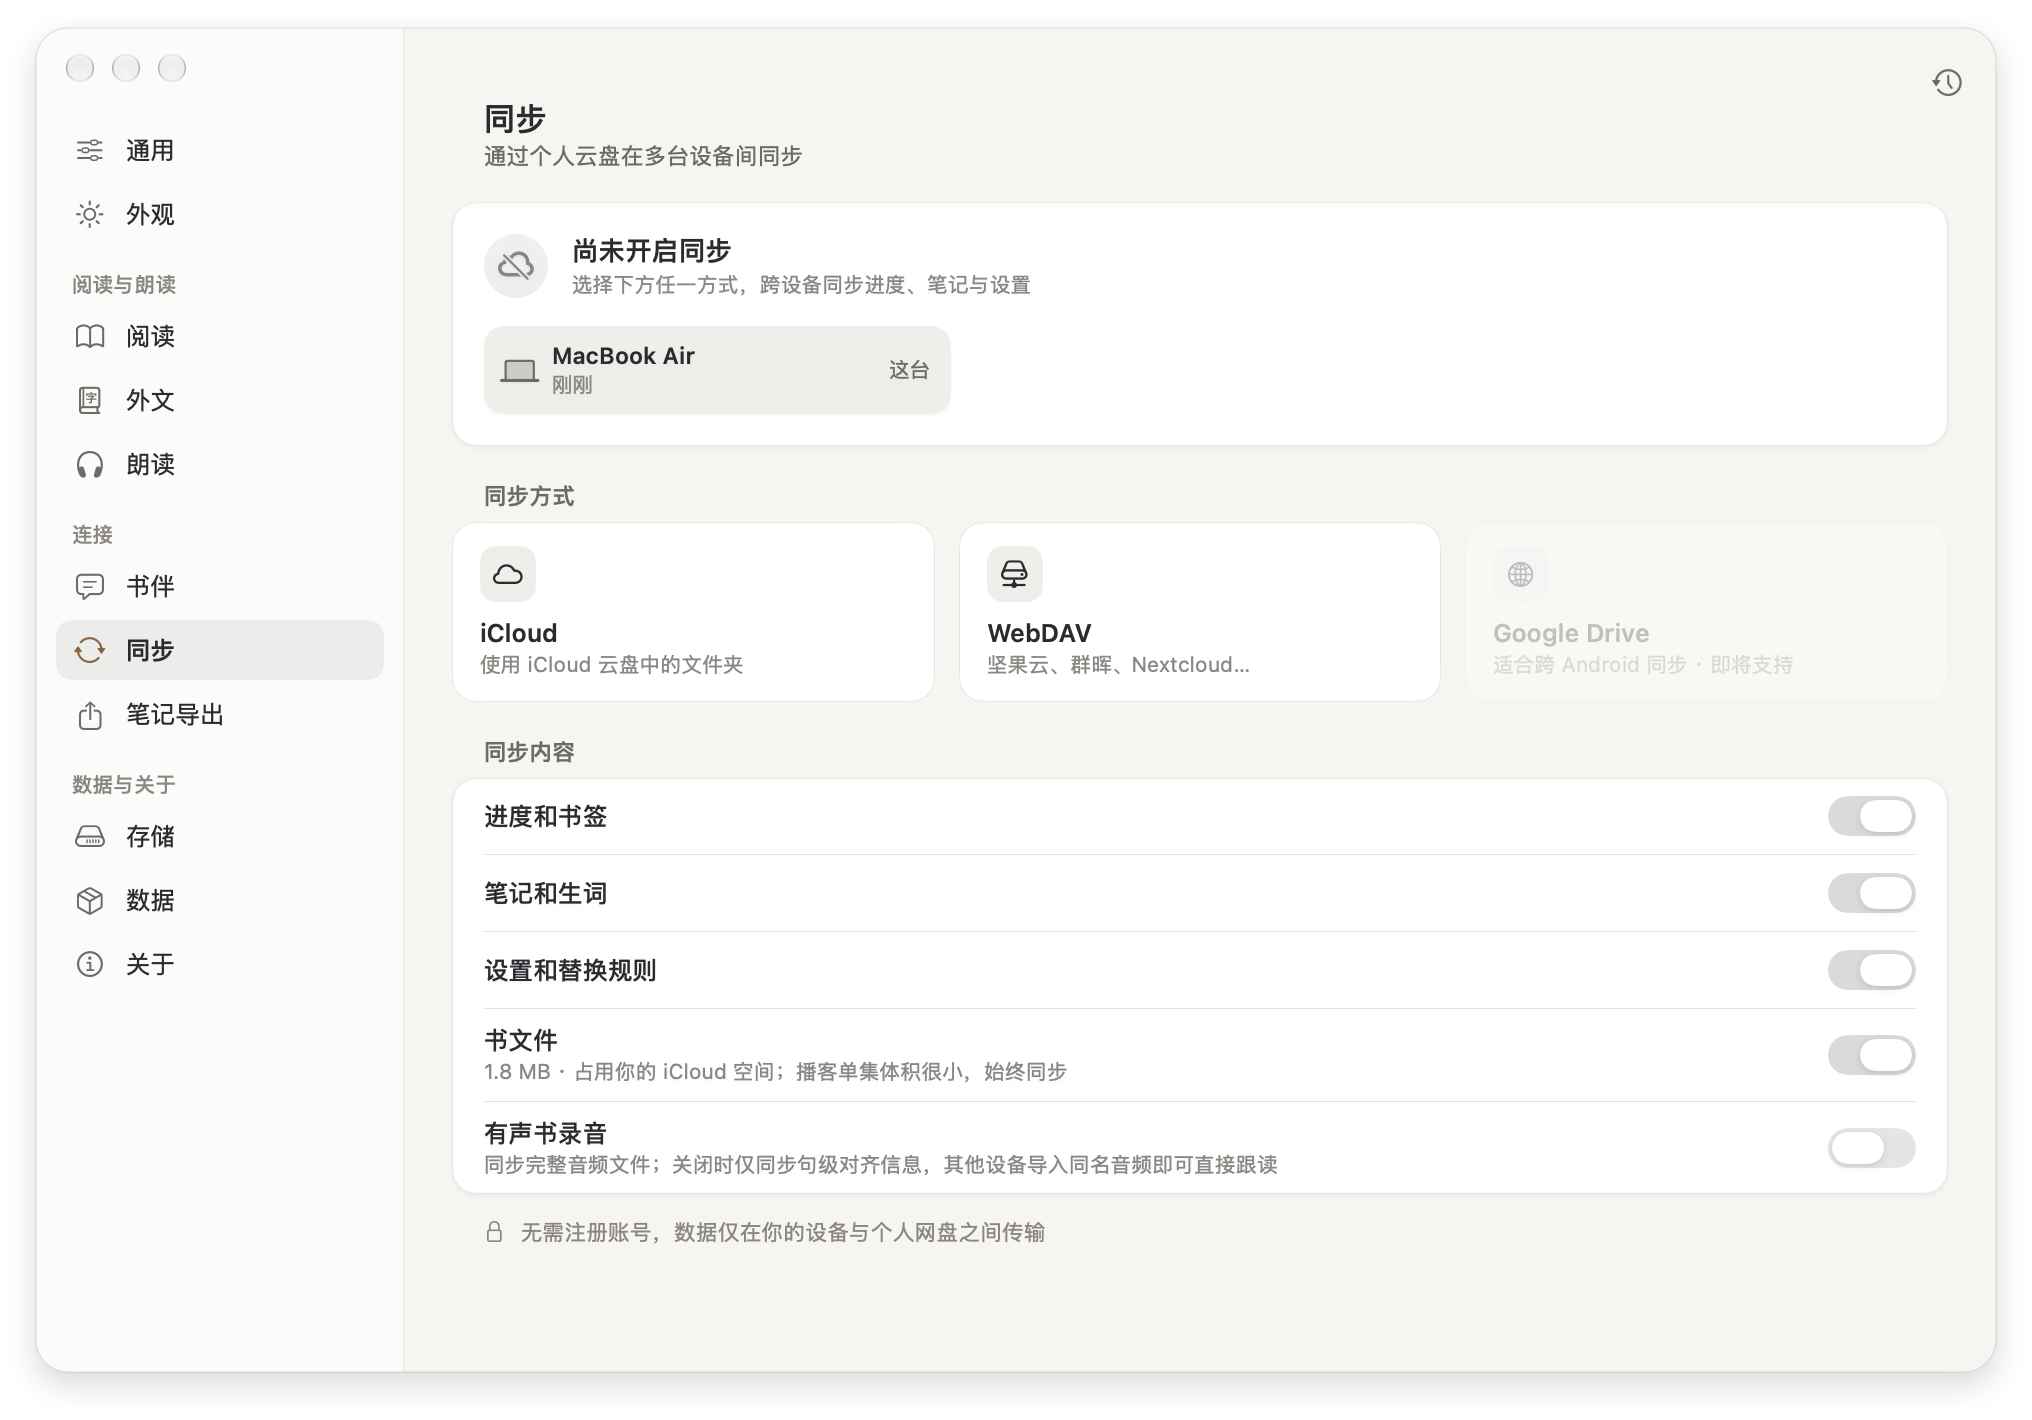 通用
外观
阅读与朗读
阅读
外文
朗读
连接
书伴
同步
笔记导出
数据与关于
存储
数据
关于
同步
通过个人云盘在多台设备间同步
尚未开启同步
选择下方任一方式，跨设备同步进度、笔记与设置
MacBook Air
刚刚
这台
同步方式
iCloud
使用 iCloud 云盘中的文件夹
WebDAV
坚果云、群晖、Nextcloud...
Google Drive
适合跨 Android 同步 · 即将支持
同步内容
进度和书签
笔记和生词
设置和替换规则
书文件
1.8 MB · 占用你的 iCloud 空间；播客单集体积很小，始终同步
有声书录音
同步完整音频文件；关闭时仅同步句级对齐信息，其他设备导入同名音频即可直接跟读
无需注册账号，数据仅在你的设备与个人网盘之间传输